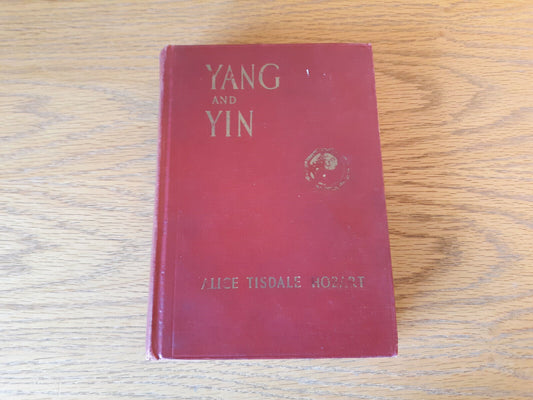 YANG
AND
YIN
ALICE TISDALE HOBART